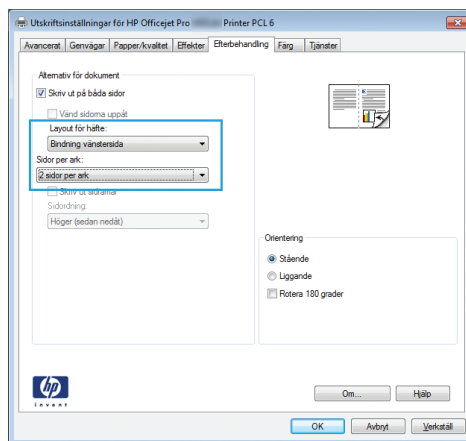 Utskriftsinställningar för HP Officejet Pro Printer PCL 6
Avancerat Genvägar Papper/kvalitet Effekter Efterbehandling Färg Tjänster
Alternativ för dokument
Skriv ut på båda sidor
Vänd sidorna uppåt
Layout för häfte:
Bindning vänstersida
Sidor per ark:
2 sidor per ark
Skriv ut sidramar
Sidordning:
Höger (sedan nedåt)
Orientering
Stående
Liggande
Rotera 180 grader
hp
invent
Om... Hjälp
OK Avbryt Verkställ